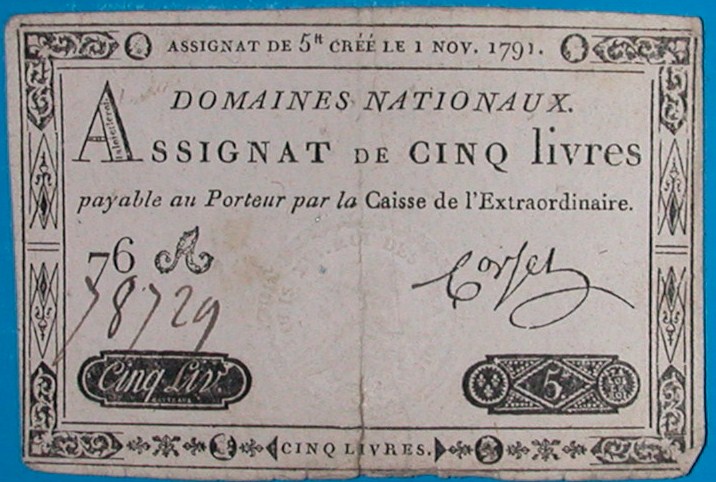 ASSIGNAT DE 5tt CRÉÉ LE 1 NOV. 1791.
DOMAINES NATIONAUX.
ASSIGNAT DE CINQ livres
payable au Porteur par la Caisse de l'Extraordinaire.
76 A
78729
Corsel
Cinq Liv.
5
CINQ LIVRES.